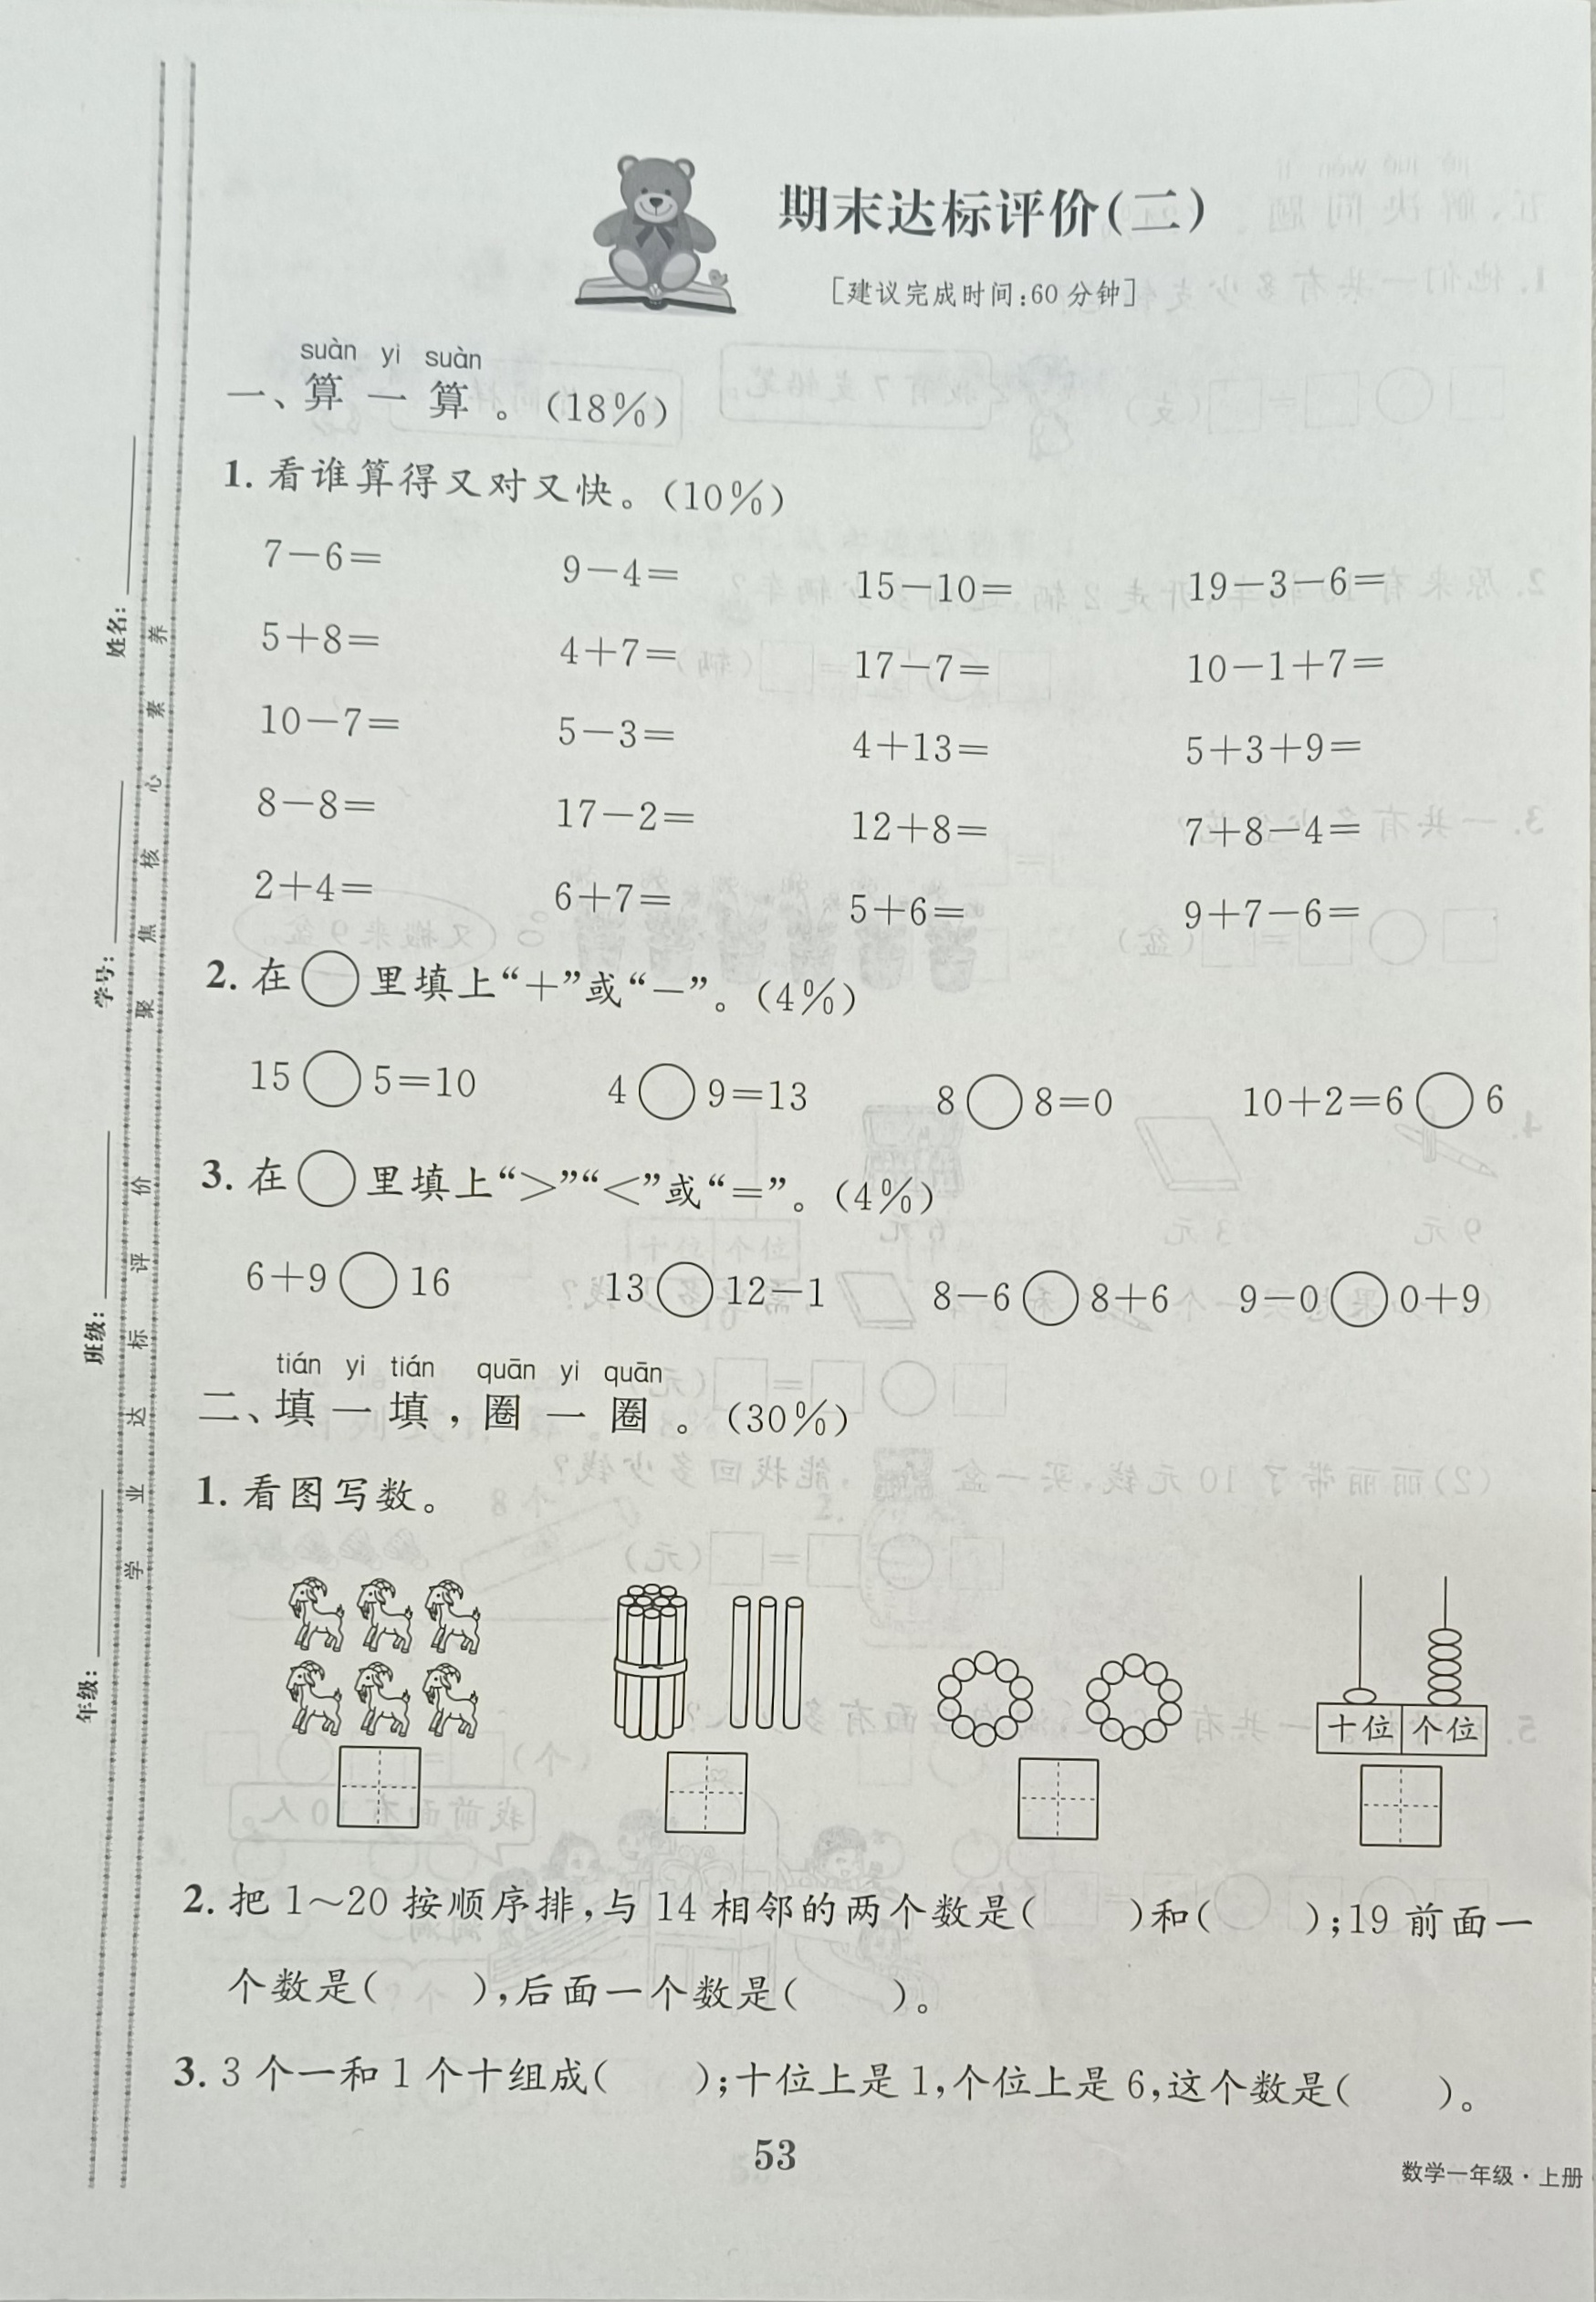 期末达标评价(二)
[建议完成时间:60分钟]
suàn yi suàn
一、算一算。(18%)
1. 看谁算得又对又快。(10%)
7-6= 9-4= 15-10= 19-3-6=
5+8= 4+7= 17-7= 10-1+7=
10-7= 5-3= 4+13= 5+3+9=
8-8= 17-2= 12+8= 7+8-4=
2+4= 6+7= 5+6= 9+7-6=
2. 在○里填上“+”或“-”。(4%)
15○5=10 4○9=13 8○8=0 10+2=6○6
3. 在○里填上“>”“<”或“=”。(4%)
6+9○16 13○12-1 8-6○8+6 9-0○0+9
tián yi tián quān yi quān
二、填一填,圈一圈。(30%)
1. 看图写数。
十位 个位
2. 把1~20按顺序排,与14相邻的两个数是( )和( );19前面一
个数是( ),后面一个数是( )。
3. 3个一和1个十组成( );十位上是1,个位上是6,这个数是( )。
53
数学一年级·上册
年级: 班级: 学号: 姓名:
学业达标评价 聚焦核心素养